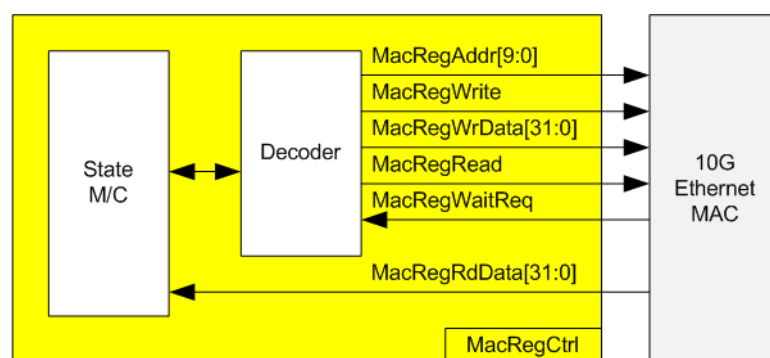 State
M/C
Decoder
MacRegAddr[9:0]
MacRegWrite
MacRegWrData[31:0]
MacRegRead
MacRegWaitReq
MacRegRdData[31:0]
MacRegCtrl
10G
Ethernet
MAC